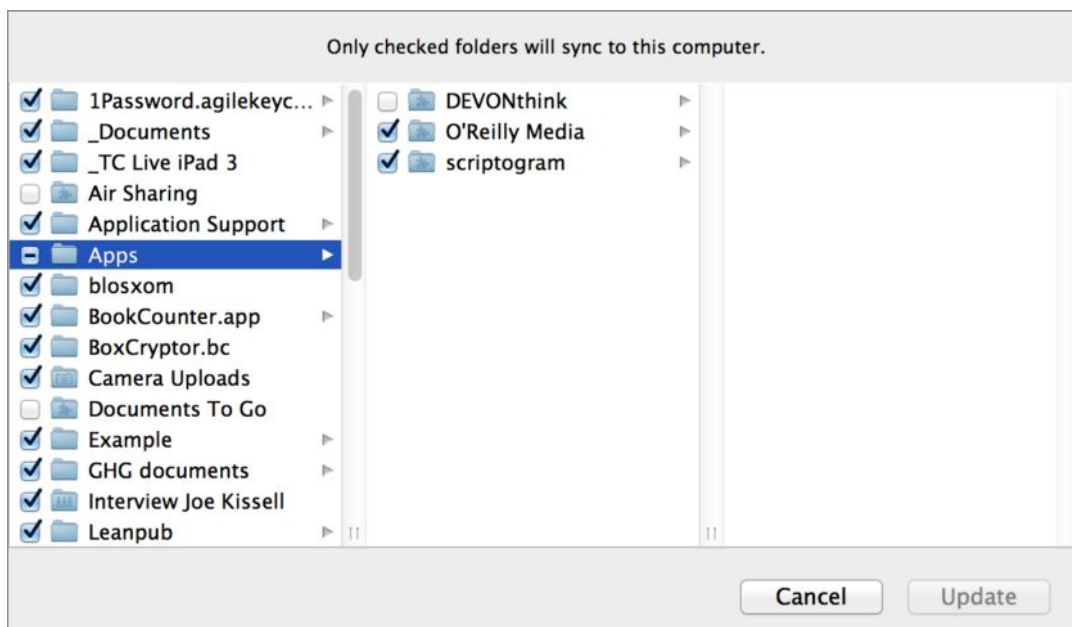 Only checked folders will sync to this computer.
1Password.agilekeyc...
_Documents
_TC Live iPad 3
Air Sharing
Application Support
Apps
blosxom
BookCounter.app
BoxCryptor.bc
Camera Uploads
Documents To Go
Example
GHG documents
Interview Joe Kissell
Leanpub
DEVONthink
O'Reilly Media
scriptogram
Cancel
Update